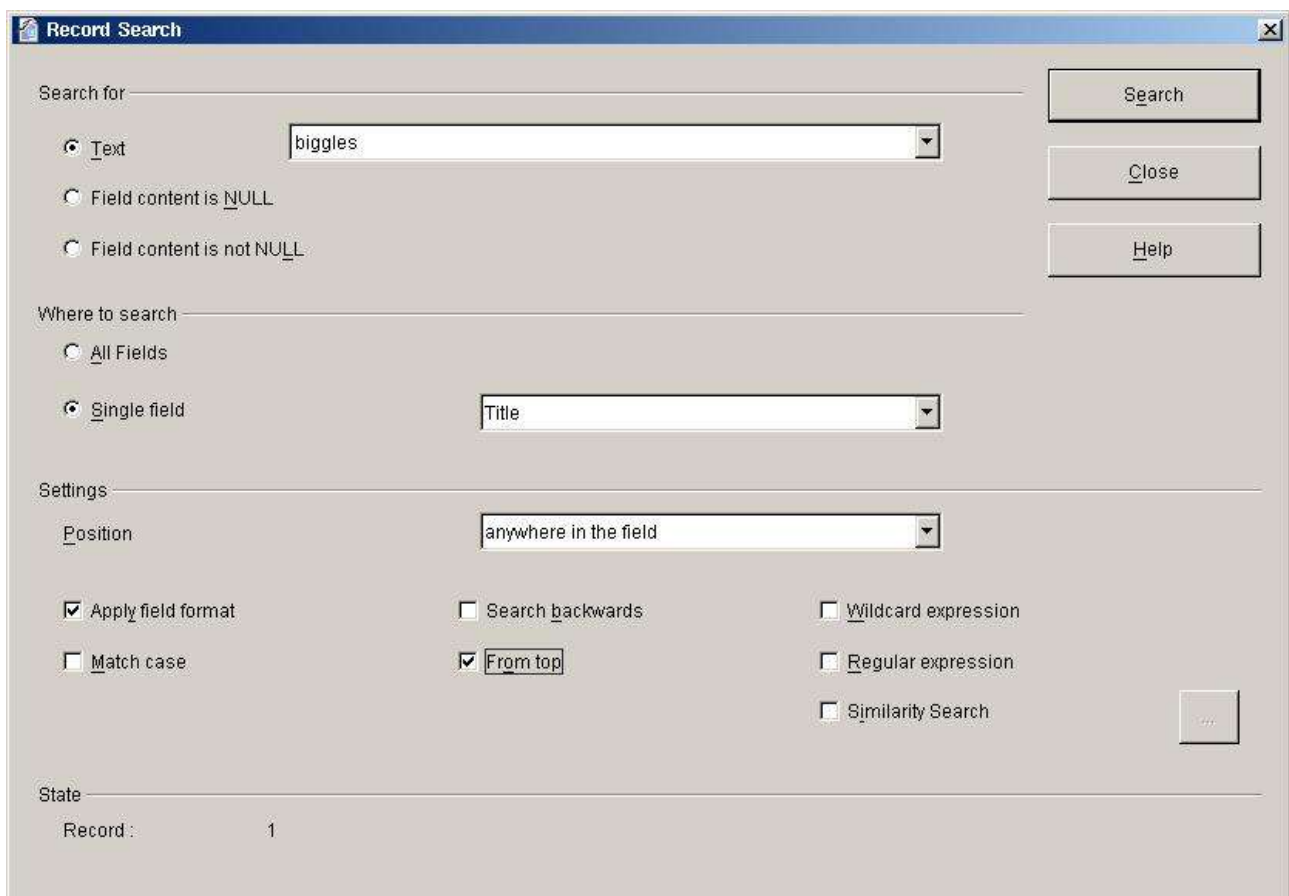 Record Search
Search for
Search
Text biggles
Close
Field content is NULL
Field content is not NULL
Help
Where to search
All Fields
Single field Title
Settings
Position anywhere in the field
Apply field format Search backwards Wildcard expression
Match case From top Regular expression
Similarity Search ...
State
Record : 1